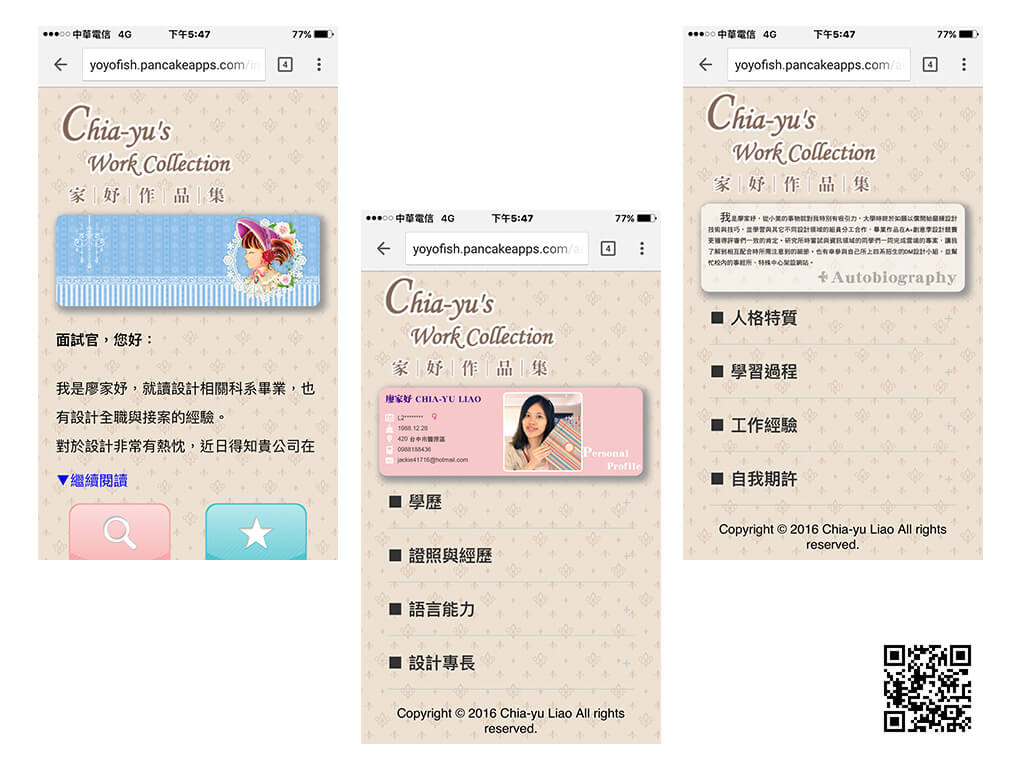 ●●●○○ 中華電信 4G 下午5:47 77%
yoyofish.pancakeapps.com/in
4
Chia-yu's
Work Collection
家｜妤｜作｜品｜集
面試官，您好：
我是廖家妤，就讀設計相關科系畢業，也
有設計全職與接案的經驗。
對於設計非常有熱忱，近日得知貴公司在
▼繼續閱讀
●●●○○ 中華電信 4G 下午5:47 77%
yoyofish.pancakeapps.com/a
4
Chia-yu's
Work Collection
家｜妤｜作｜品｜集
廖家妤 CHIA-YU LIAO
L2********
1988.12.28
420 台中市豐原區
0988188436
jackie41716@hotmail.com
Personal
Profile
■ 學歷
■ 證照與經歷
■ 語言能力
■ 設計專長
Copyright © 2016 Chia-yu Liao All rights
reserved.
●●●○○ 中華電信 4G 下午5:47 77%
yoyofish.pancakeapps.com/a
4
Chia-yu's
Work Collection
家｜妤｜作｜品｜集
我是廖家妤，從小美的事物就對我特別有吸引力，大學時終於如願以償開始磨練設計
技術與技巧，並學習與其它不同設計領域的組員分工合作，畢業作品在A+創意季設計競賽
更獲得評審們一致的肯定。研究所時嘗試與資訊領域的同學們一同完成當端的專案，讓我
了解到相互配合時所需注意到的細節，也有幸參與自己所上四系招生的DM設計小組，並幫
忙校內的事經所、特殊中心架設網站。
Autobiography
■ 人格特質
■ 學習過程
■ 工作經驗
■ 自我期許
Copyright © 2016 Chia-yu Liao All rights
reserved.